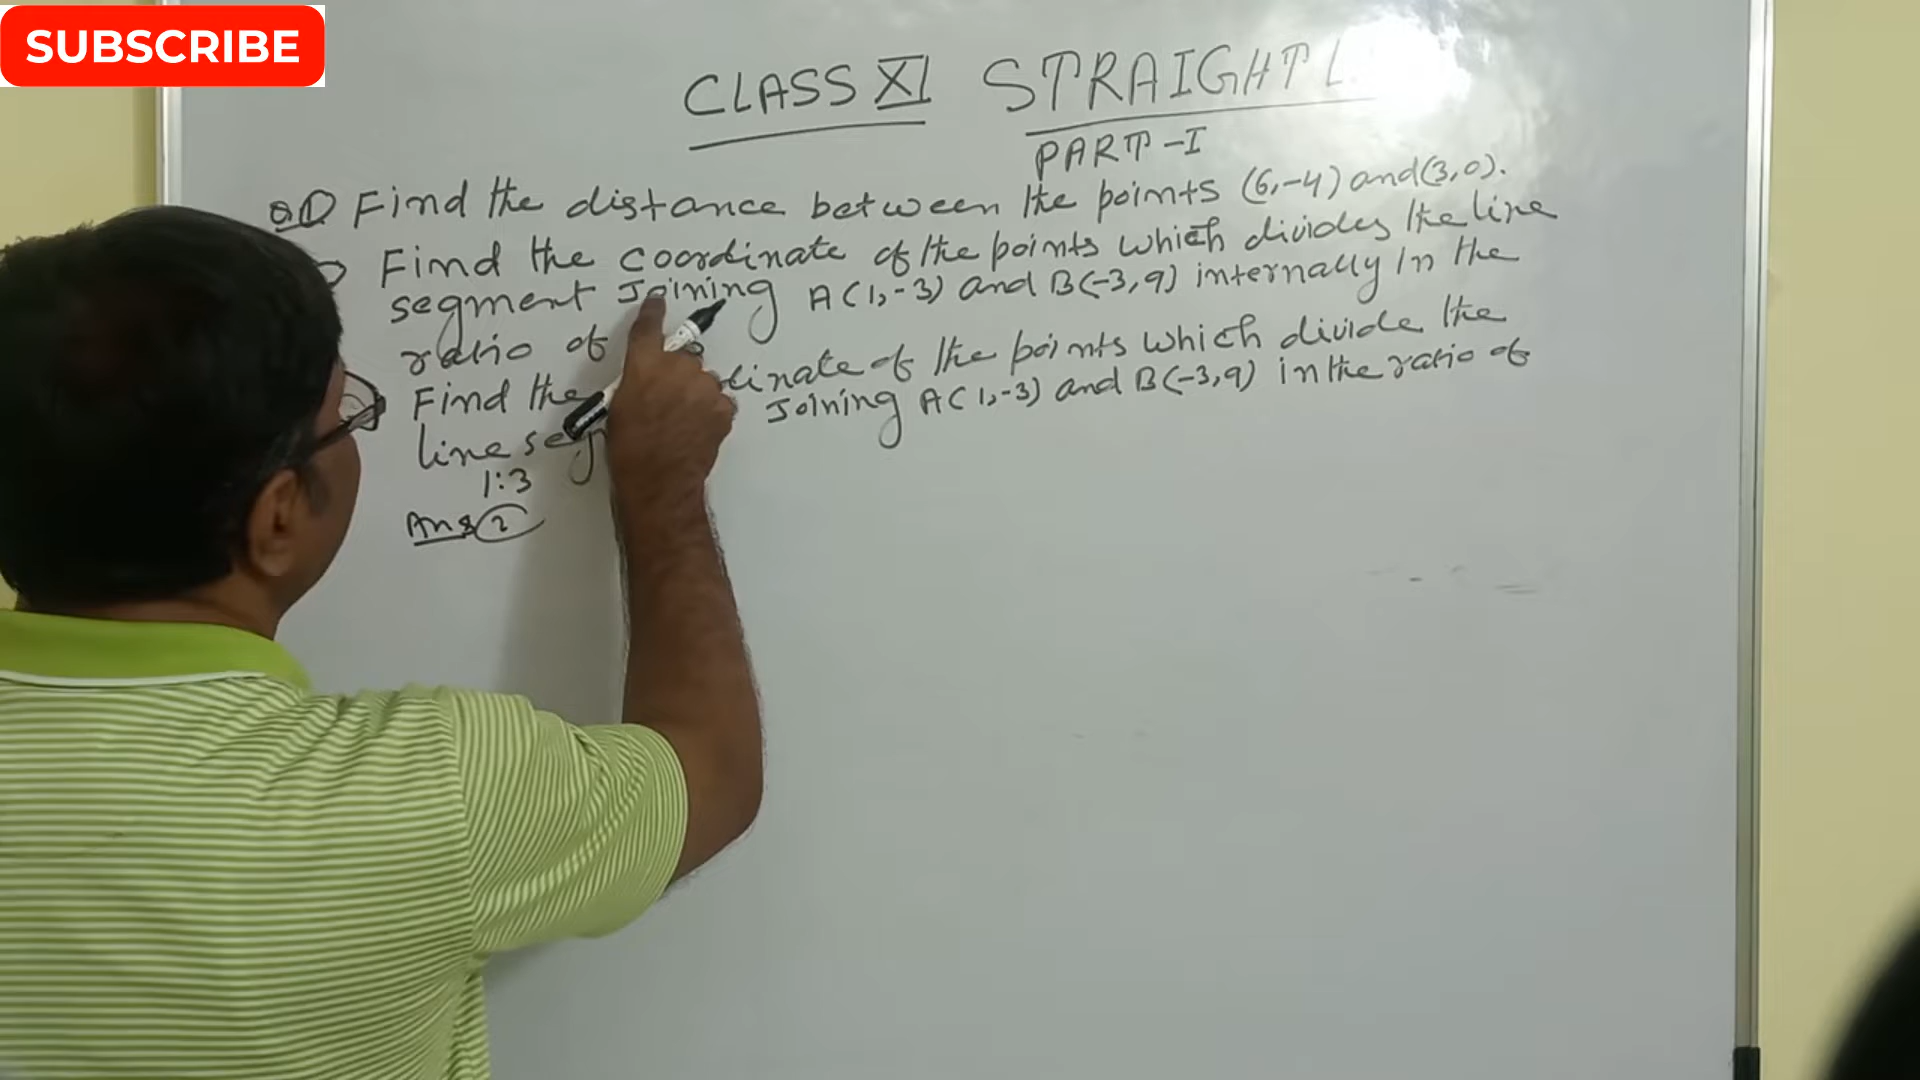 SUBSCRIBE
CLASS XI STRAIGHT L
PART-I
Q1) Find the distance between the points (6,-4) and (3,0).
Find the coordinate of the points which divides the line
segment Joining A(1,-3) and B(-3,9) internally In the
ratio of
Find the dinate of the points which divide the
line seg Joining A(1,-3) and B(-3,9) in the ratio of
1:3
Ans 2